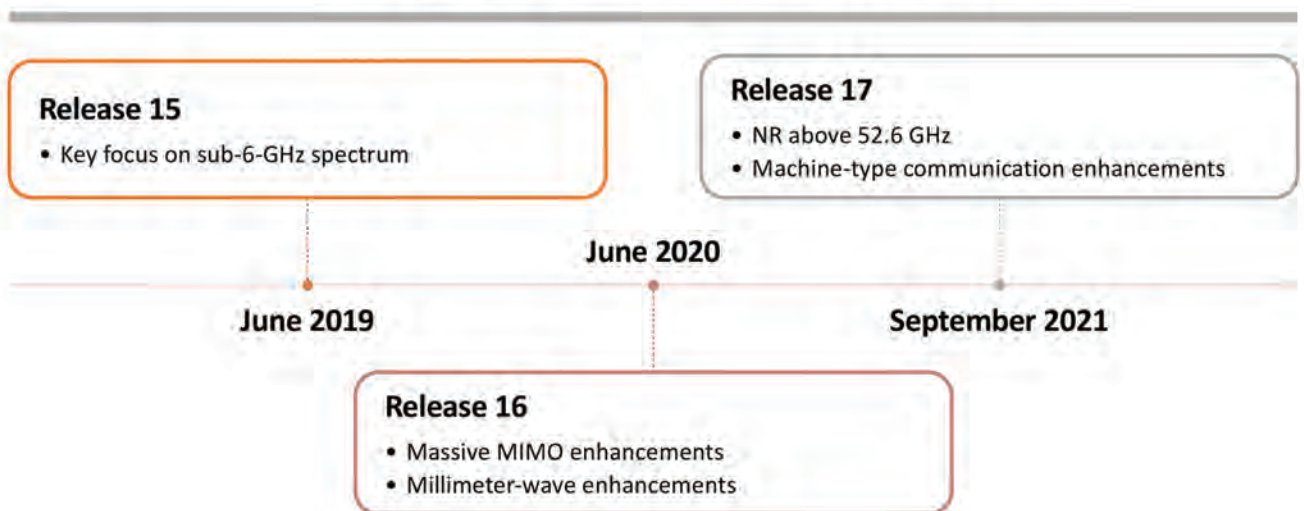 Release 15
• Key focus on sub-6-GHz spectrum
Release 17
• NR above 52.6 GHz
• Machine-type communication enhancements
June 2020
June 2019
September 2021
Release 16
• Massive MIMO enhancements
• Millimeter-wave enhancements